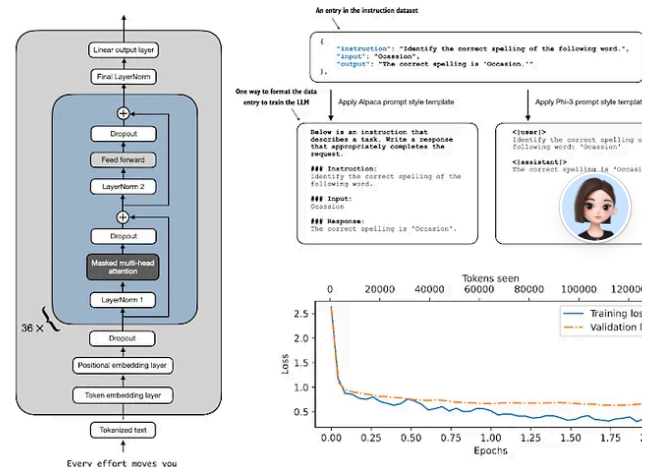 Linear output layer
Final LayerNorm
Dropout
Feed forward
LayerNorm 2
Dropout
Masked multi-head
attention
LayerNorm 1
36 ×
Dropout
Positional embedding layer
Token embedding layer
Tokenized text
Every effort moves you
An entry in the instruction dataset
{
"instruction": "Identify the correct spelling of the following word.",
"input": "Ocassion",
"output": "The correct spelling is 'Occasion.'"
},
One way to format the data
entry to train the LLM
Apply Alpaca prompt style template
Below is an instruction that
describes a task. Write a response
that appropriately completes the
request.
### Instruction:
Identify the correct spelling of the
following word.
### Input:
Ocassion
### Response:
The correct spelling is 'Occasion'.
Apply Phi-3 prompt style templat
<|user|>
Identify the correct spelling o
following word: 'Ocassion'
<|assistant|>
The correct spelling is 'Occasi
Tokens seen
0 20000 40000 60000 80000 100000 12000
Loss
2.5
2.0
1.5
1.0
0.5
Training los
Validation l
0.00 0.25 0.50 0.75 1.00 1.25 1.50 1.75 2
Epochs